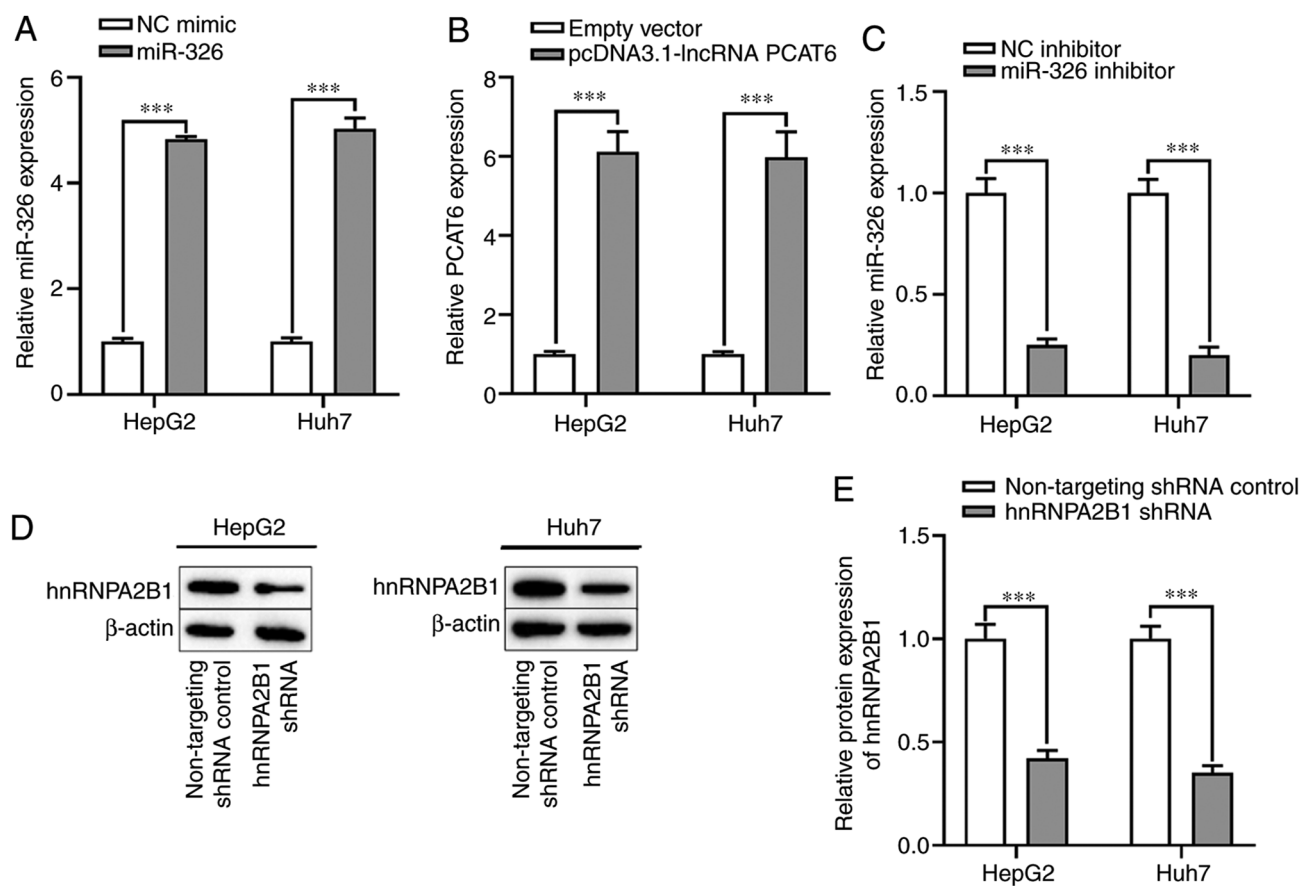 A
NC mimic
miR-326
Relative miR-326 expression
6
4
2
0
***
***
HepG2
Huh7
B
Empty vector
pcDNA3.1-lncRNA PCAT6
Relative PCAT6 expression
8
6
4
2
0
***
***
HepG2
Huh7
C
NC inhibitor
miR-326 inhibitor
Relative miR-326 expression
1.5
1.0
0.5
0.0
***
***
HepG2
Huh7
D
HepG2
hnRNPA2B1
β-actin
Non-targeting
shRNA control
hnRNPA2B1
shRNA
Huh7
hnRNPA2B1
β-actin
Non-targeting
shRNA control
hnRNPA2B1
shRNA
E
Non-targeting shRNA control
hnRNPA2B1 shRNA
Relative protein expression
of hnRNPA2B1
1.5
1.0
0.5
0.0
***
***
HepG2
Huh7